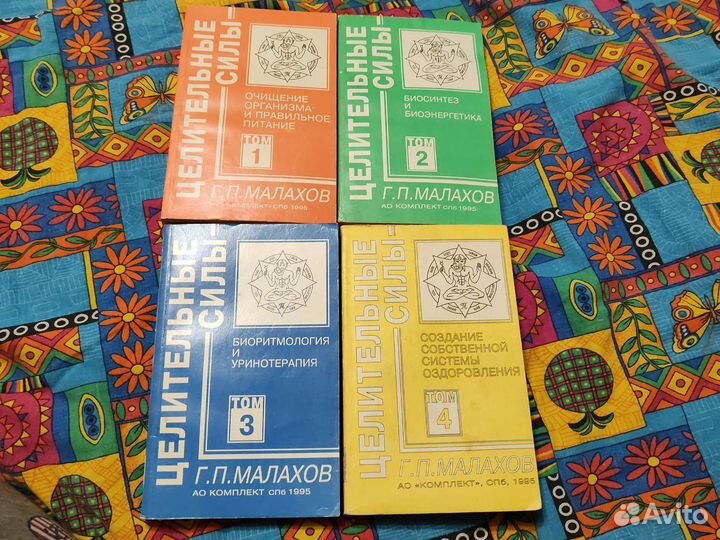 ЦЕЛИТЕЛЬНЫЕ
СИЛЫ
ОЧИЩЕНИЕ
ОРГАНИЗМА
И ПРАВИЛЬНОЕ
ПИТАНИЕ
ТОМ
1
Г.П.МАЛАХОВ
СПб 1995
ЦЕЛИТЕЛЬНЫЕ
СИЛЫ
БИОСИНТЕЗ
И
БИОЭНЕРГЕТИКА
ТОМ
2
Г.П.МАЛАХОВ
АО КОМПЛЕКТ СПб 1995
ЦЕЛИТЕЛЬНЫЕ
СИЛЫ
БИОРИТМОЛОГИЯ
И
УРИНОТЕРАПИЯ
ТОМ
3
Г.П.МАЛАХОВ
АО КОМПЛЕКТ СПб 1995
ЦЕЛИТЕЛЬНЫЕ
СИЛЫ
СОЗДАНИЕ
СОБСТВЕННОЙ
СИСТЕМЫ
ОЗДОРОВЛЕНИЯ
ТОМ
4
Г.П.МАЛАХОВ
АО «КОМПЛЕКТ», СПб, 1995
Avito